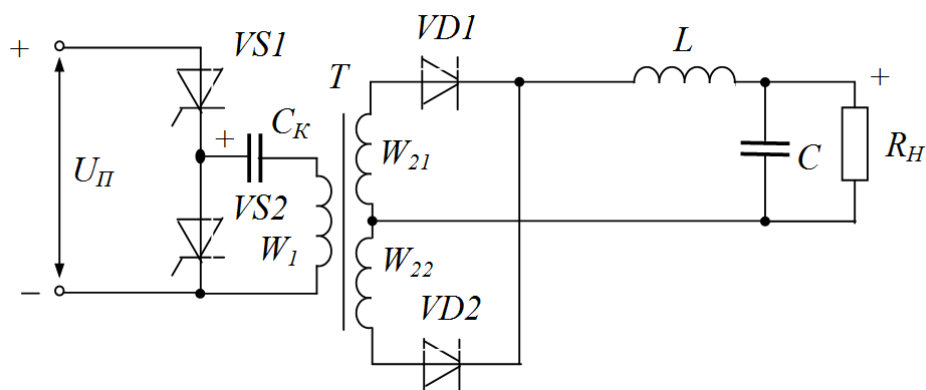 VD1
L
+
VS1
T
+
+
C_К
W_21
C
R_Н
U_П
VS2
W_1
W_22
–
VD2